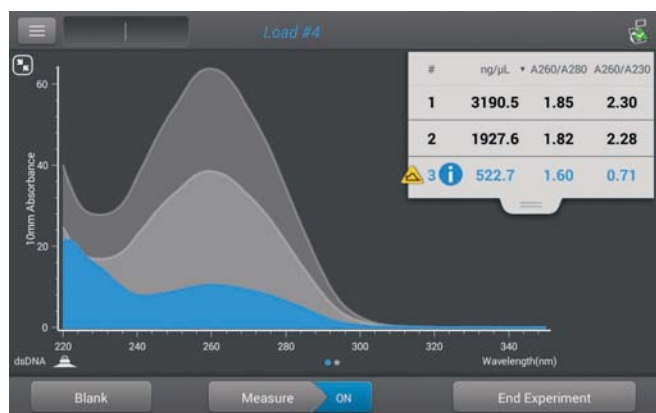 Load #4
# ng/µL ▾ A260/A280 A260/A230
1 3190.5 1.85 2.30
2 1927.6 1.82 2.28
3 i 522.7 1.60 0.71
10mm Absorbance
60
40
20
0
220 240 260 280 300 320 340
dsDNA
Wavelength(nm)
Blank Measure ON End Experiment